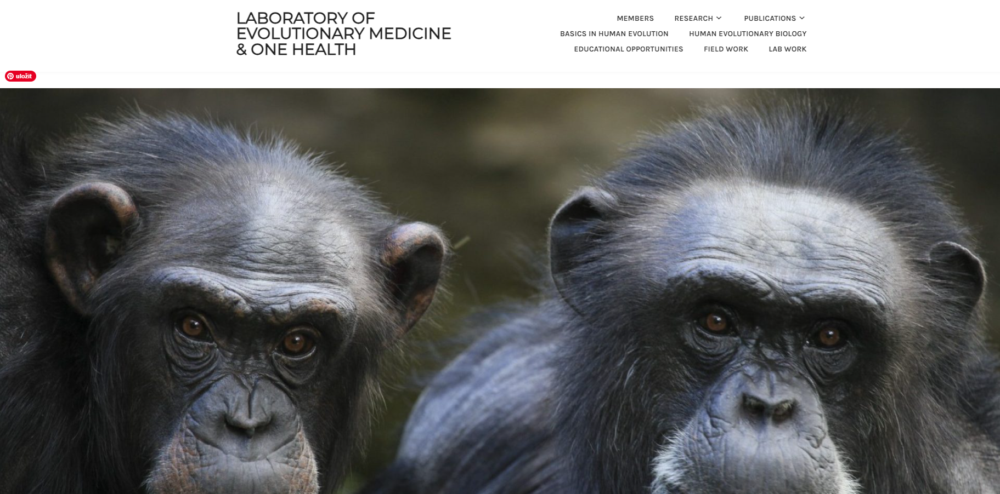 LABORATORY OF
EVOLUTIONARY MEDICINE
& ONE HEALTH
MEMBERS RESEARCH PUBLICATIONS
BASICS IN HUMAN EVOLUTION HUMAN EVOLUTIONARY BIOLOGY
EDUCATIONAL OPPORTUNITIES FIELD WORK LAB WORK
uložit